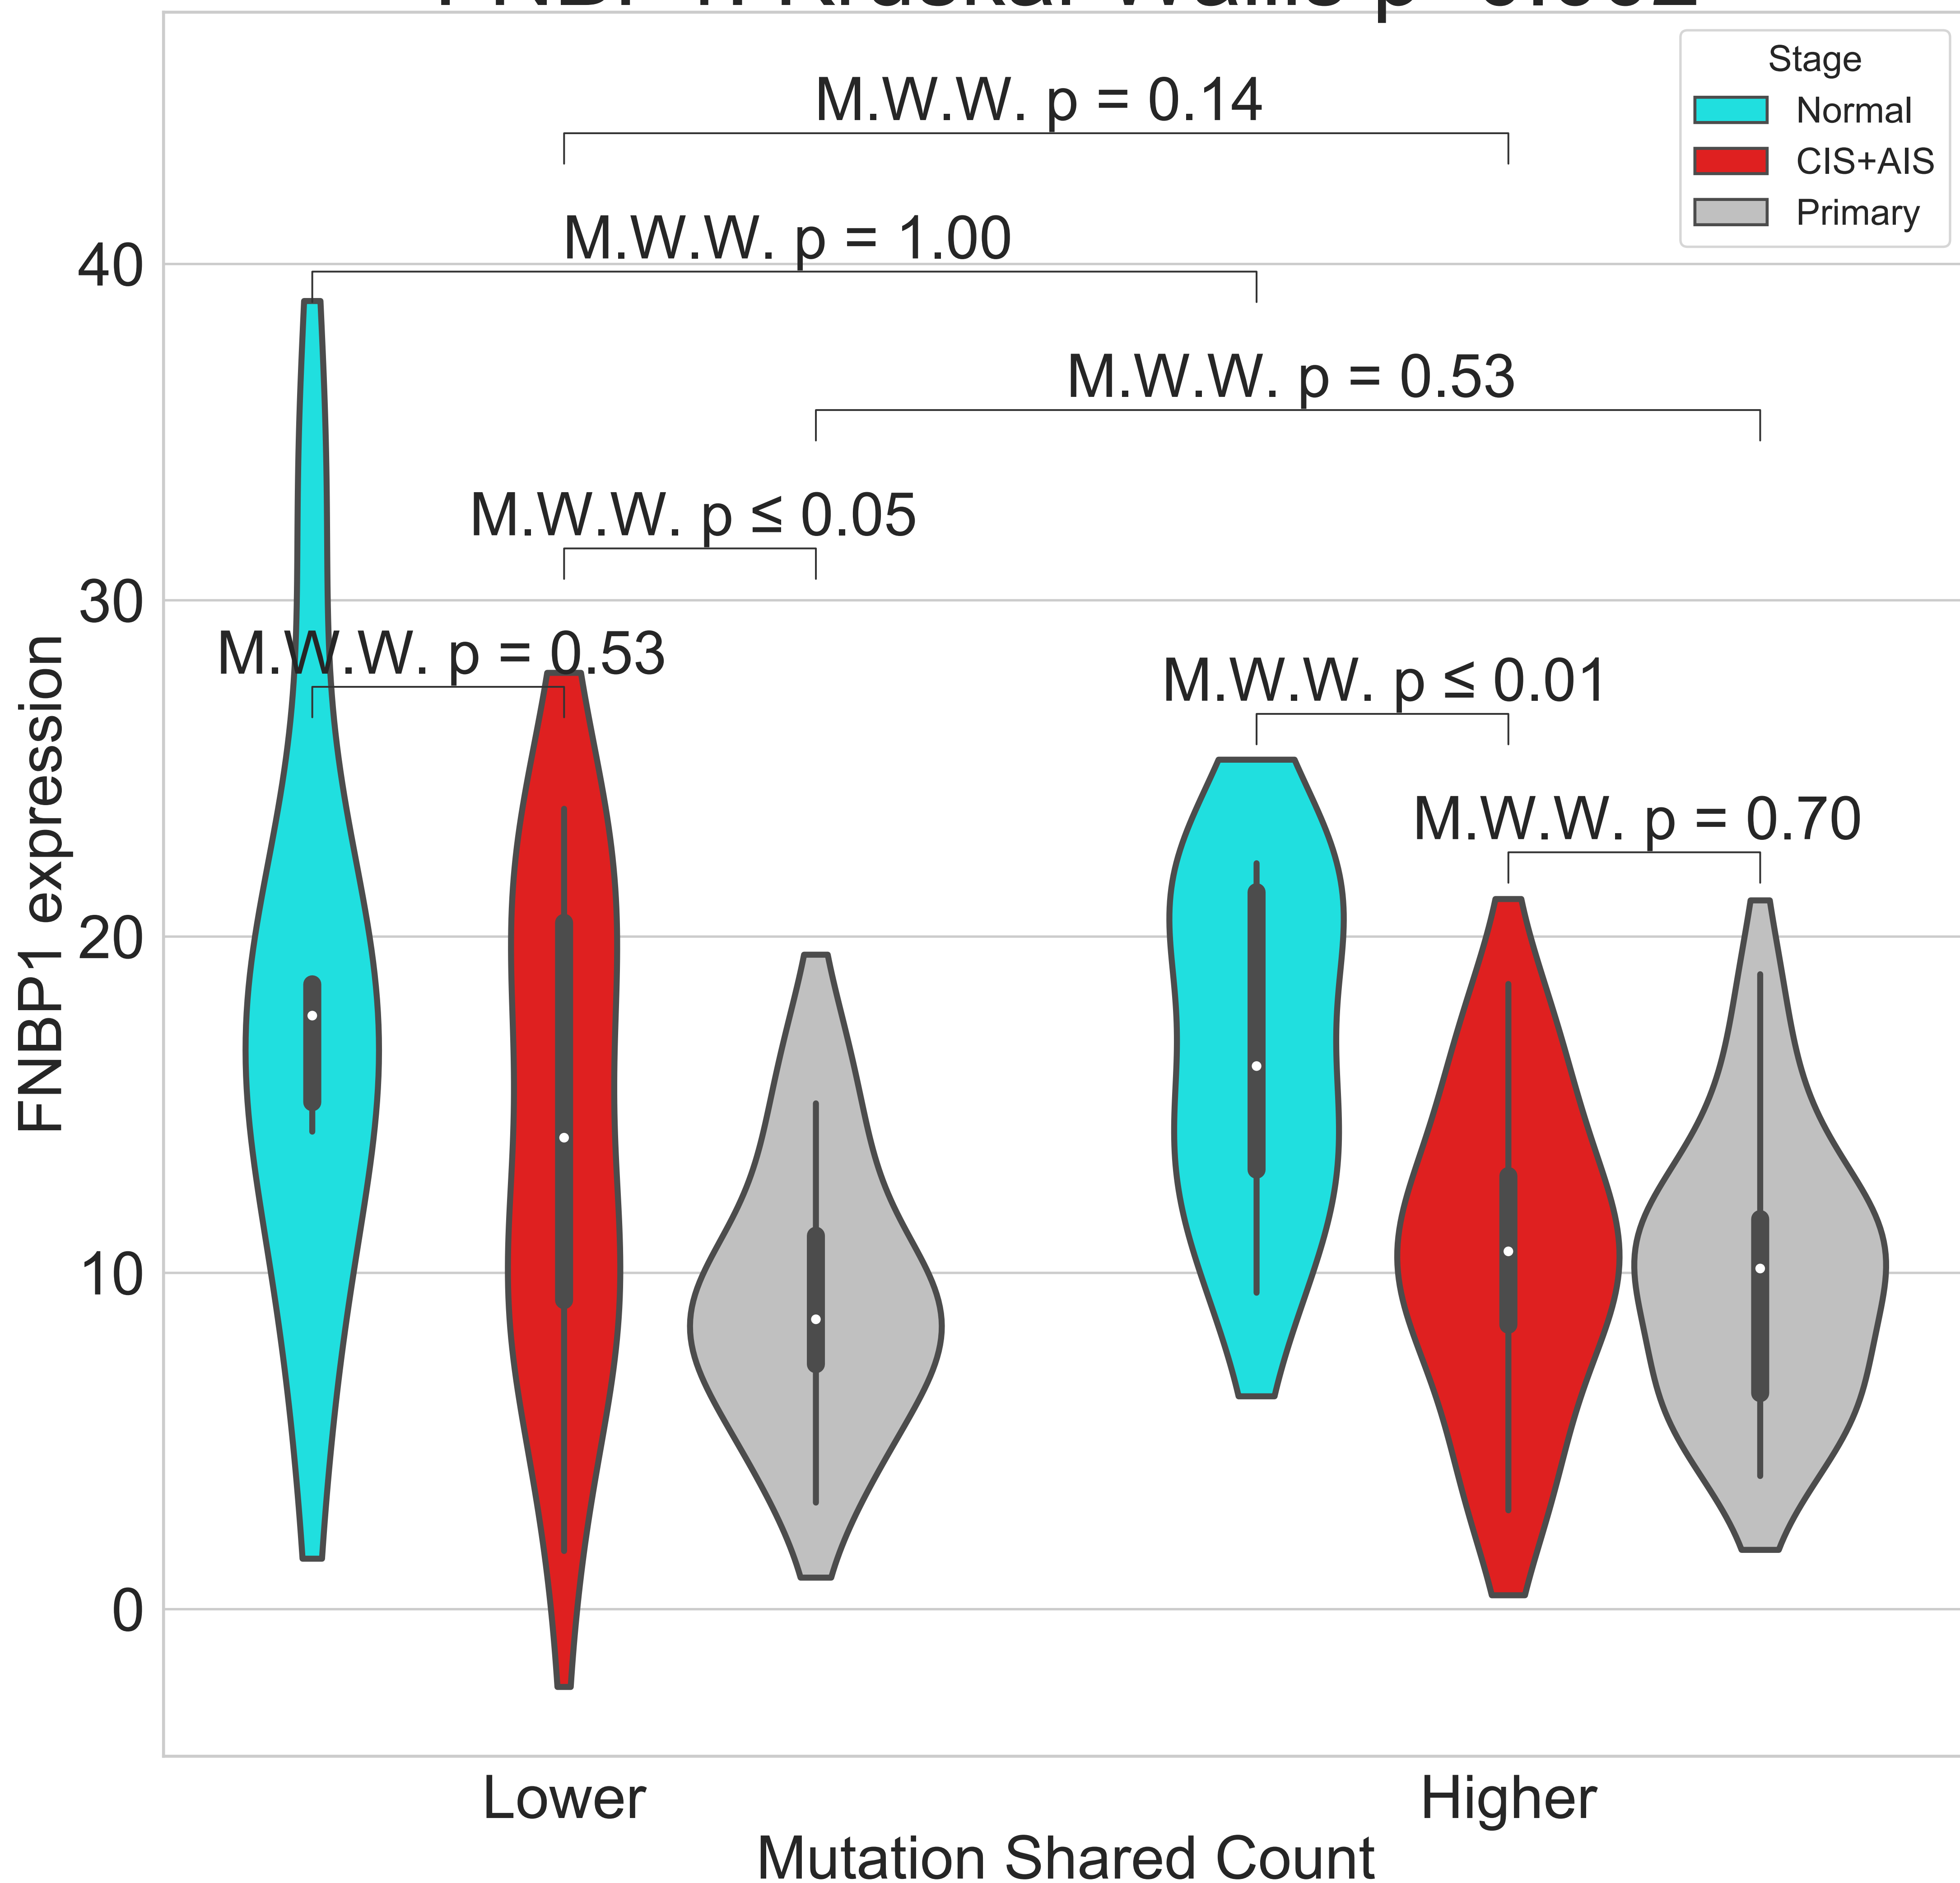 Stage
Normal
CIS+AIS
Primary
M.W.W. p = 0.14
M.W.W. p = 1.00
M.W.W. p = 0.53
M.W.W. p ≤ 0.05
M.W.W. p = 0.53
M.W.W. p ≤ 0.01
M.W.W. p = 0.70
FNBP1 expression
40
30
20
10
0
Lower
Higher
Mutation Shared Count